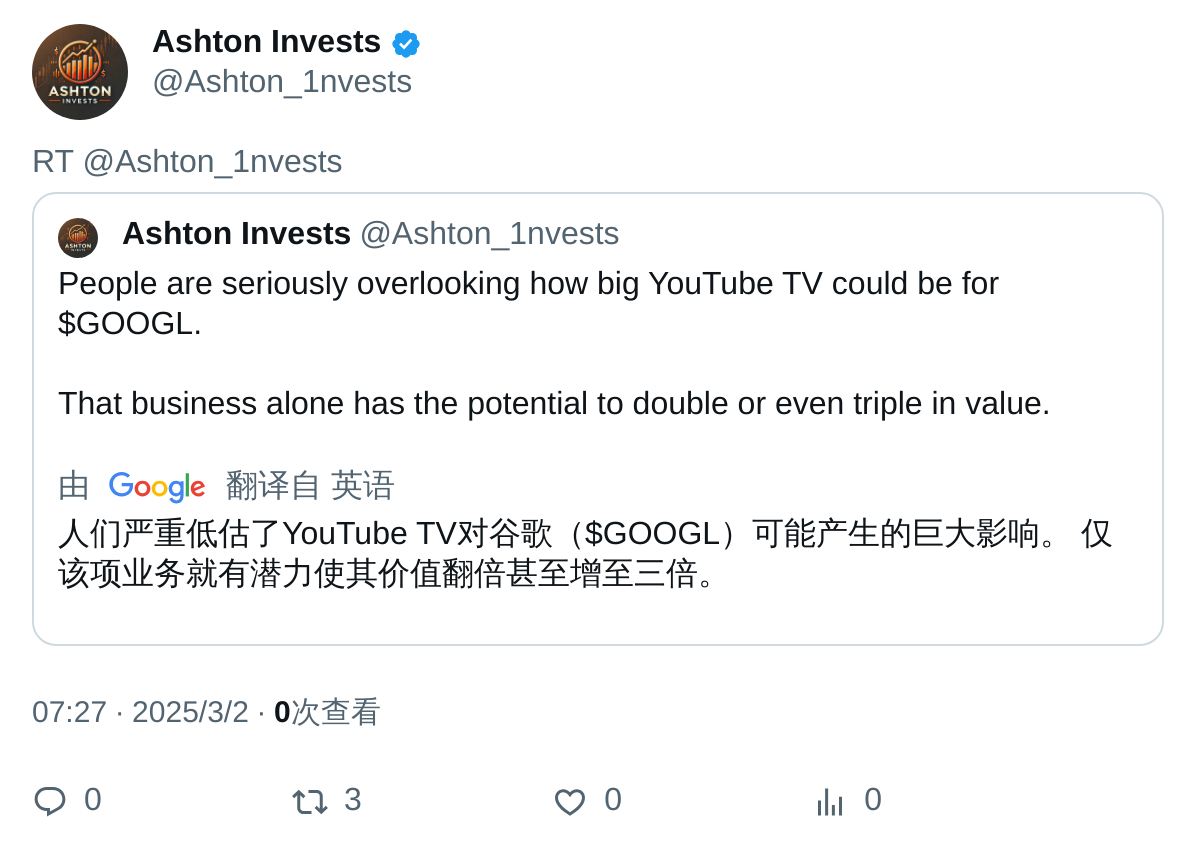 Ashton Invests
@Ashton_1nvests
ASHTON
INVESTS
RT @Ashton_1nvests
Ashton Invests @Ashton_1nvests
ASHTON
INVESTS
People are seriously overlooking how big YouTube TV could be for
$GOOGL.
That business alone has the potential to double or even triple in value.
由 Google 翻译自 英语
人们严重低估了YouTube TV对谷歌（$GOOGL）可能产生的巨大影响。 仅
该项业务就有潜力使其价值翻倍甚至增至三倍。
07:27 · 2025/3/2 · 0次查看
0 3 0 0